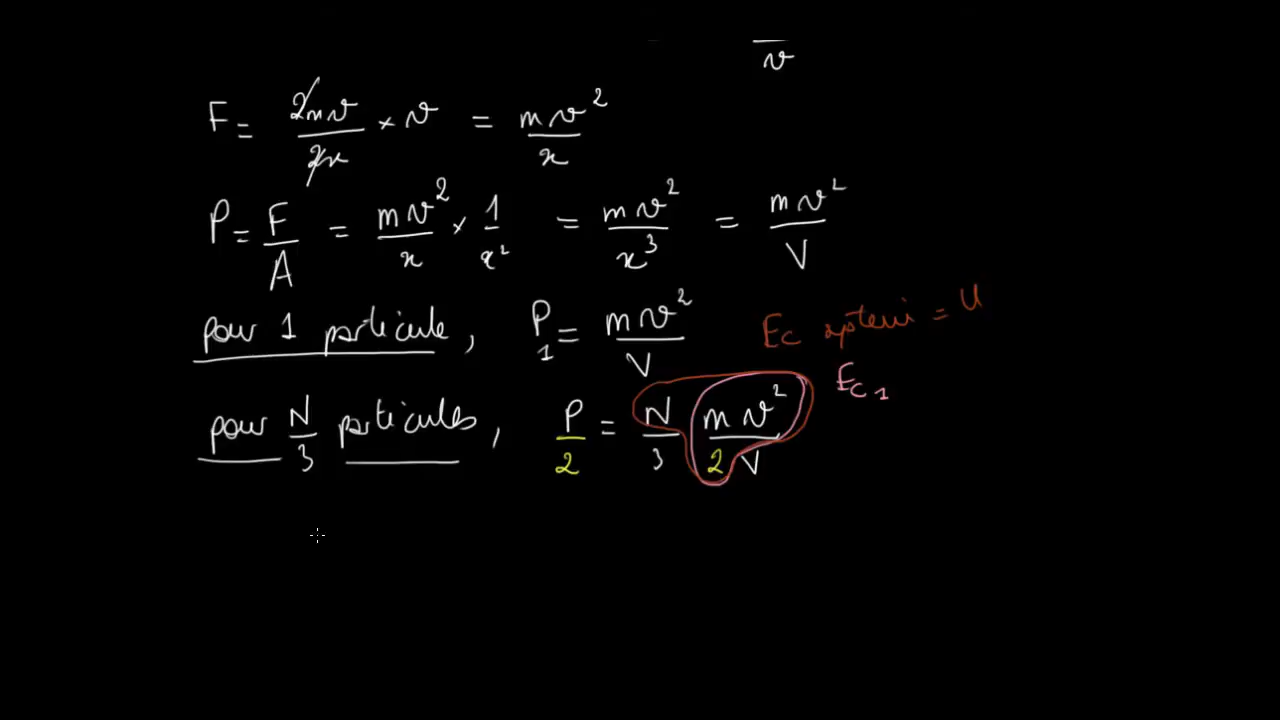 v
F = 2mv/2x × v = mv²/x
P = F/A = mv²/x × 1/x² = mv²/x³ = mv²/V
pour 1 particule, P₁ = mv²/V
Ec = U
Ec₁
pour N/3 particules, P/2 = N/3 mv²/2V